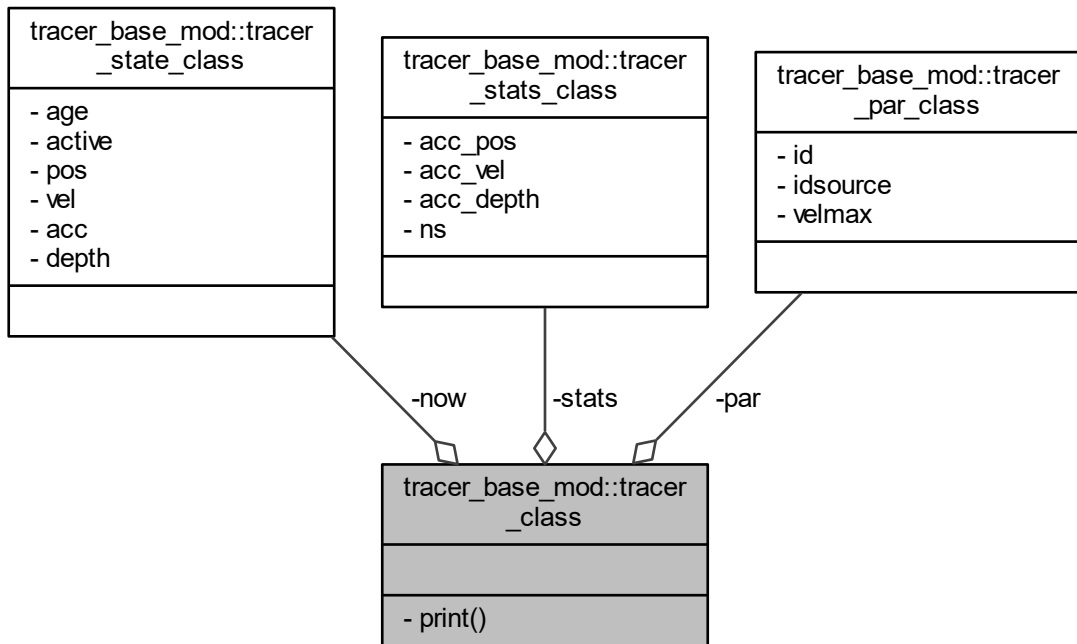 tracer_base_mod::tracer
_state_class
- age
- active
- pos
- vel
- acc
- depth
tracer_base_mod::tracer
_stats_class
- acc_pos
- acc_vel
- acc_depth
- ns
tracer_base_mod::tracer
_par_class
- id
- idsource
- velmax
-now
-stats
-par
tracer_base_mod::tracer
_class
- print()